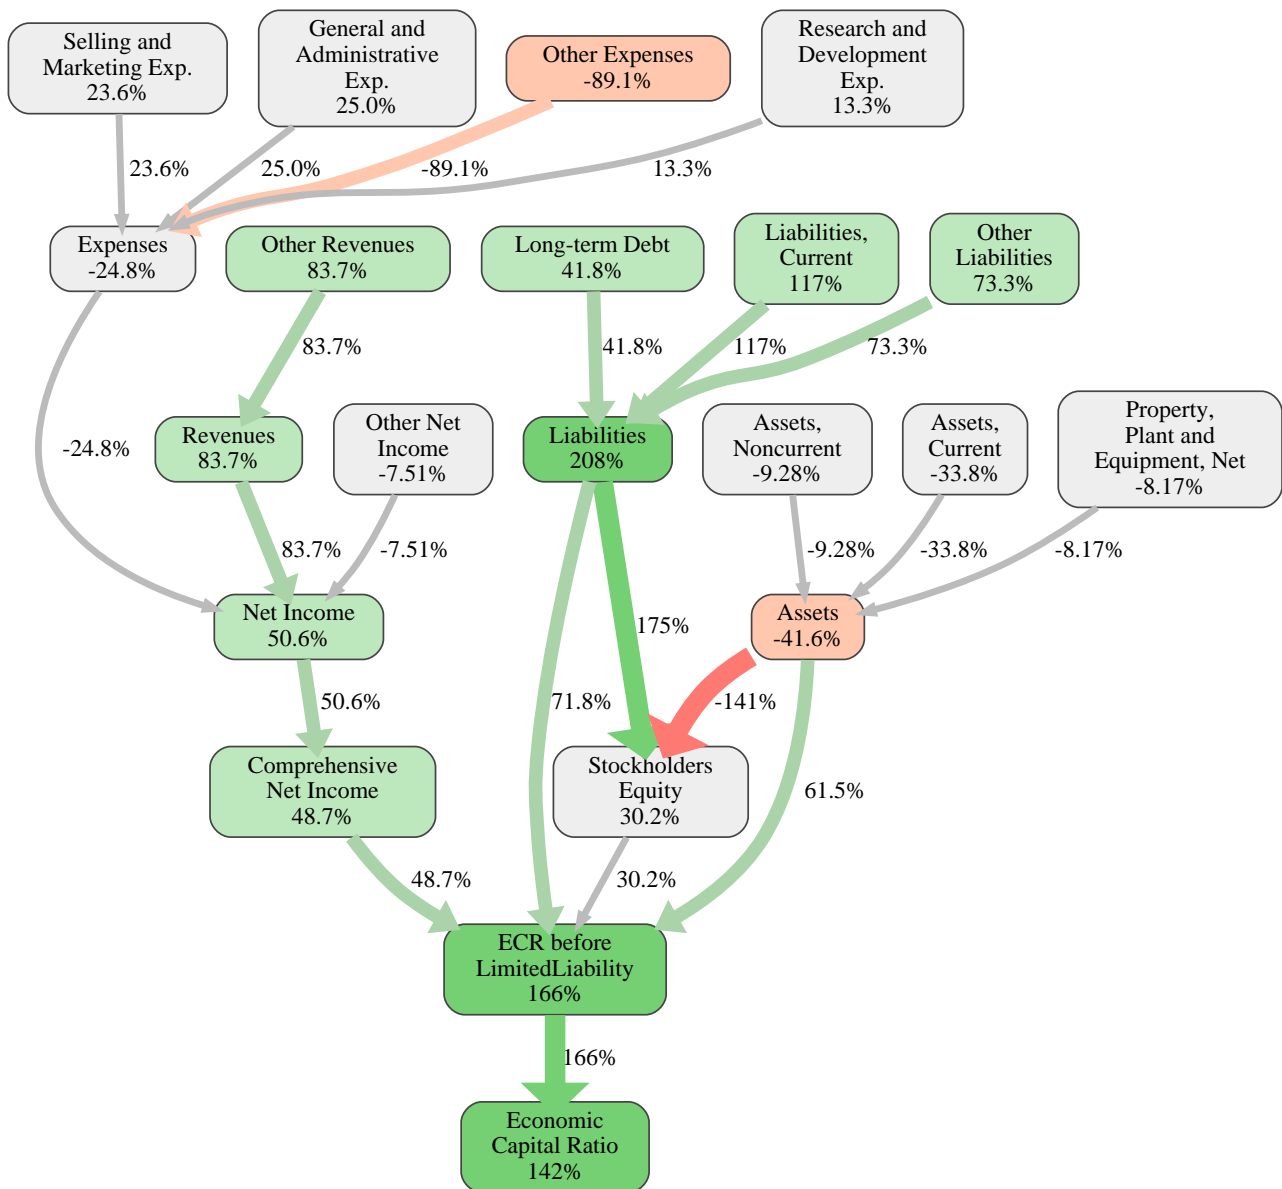 Selling and
Marketing Exp.
23.6%
General and
Administrative
Exp.
25.0%
Other Expenses
-89.1%
Research and
Development
Exp.
13.3%
23.6%
25.0%
-89.1%
13.3%
Expenses
-24.8%
Other Revenues
83.7%
Long-term Debt
41.8%
Liabilities,
Current
117%
Other
Liabilities
73.3%
83.7%
41.8%
117%
73.3%
-24.8%
Revenues
83.7%
Other Net
Income
-7.51%
Liabilities
208%
Assets,
Noncurrent
-9.28%
Assets,
Current
-33.8%
Property,
Plant and
Equipment, Net
-8.17%
83.7%
-7.51%
-9.28%
-33.8%
-8.17%
Net Income
50.6%
175%
Assets
-41.6%
50.6%
71.8%
-141%
Comprehensive
Net Income
48.7%
Stockholders
Equity
30.2%
61.5%
48.7%
30.2%
ECR before
LimitedLiability
166%
166%
Economic
Capital Ratio
142%